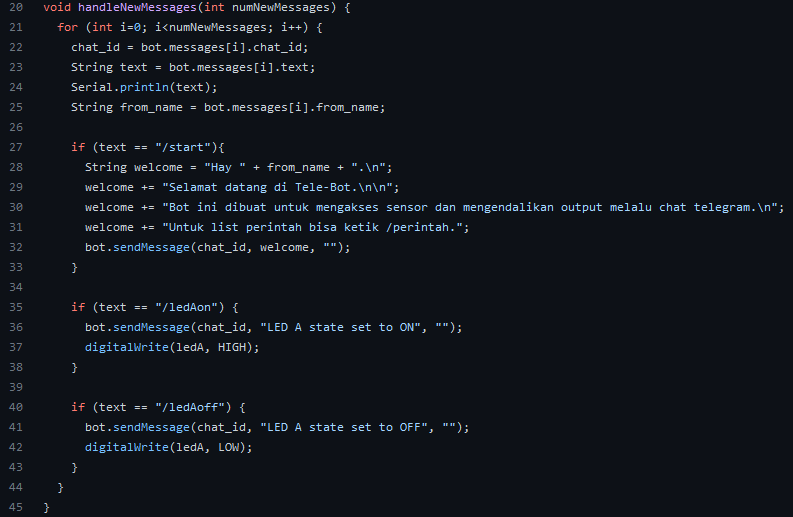 20 void handleNewMessages(int numNewMessages) {
21   for (int i=0; i<numNewMessages; i++) {
22     chat_id = bot.messages[i].chat_id;
23     String text = bot.messages[i].text;
24     Serial.println(text);
25     String from_name = bot.messages[i].from_name;
26
27     if (text == "/start"){
28       String welcome = "Hay " + from_name + ".\n";
29       welcome += "Selamat datang di Tele-Bot.\n\n";
30       welcome += "Bot ini dibuat untuk mengakses sensor dan mengendalikan output melalu chat telegram.\n";
31       welcome += "Untuk list perintah bisa ketik /perintah.";
32       bot.sendMessage(chat_id, welcome, "");
33     }
34
35     if (text == "/ledAon") {
36       bot.sendMessage(chat_id, "LED A state set to ON", "");
37       digitalWrite(ledA, HIGH);
38     }
39
40     if (text == "/ledAoff") {
41       bot.sendMessage(chat_id, "LED A state set to OFF", "");
42       digitalWrite(ledA, LOW);
43     }
44   }
45 }